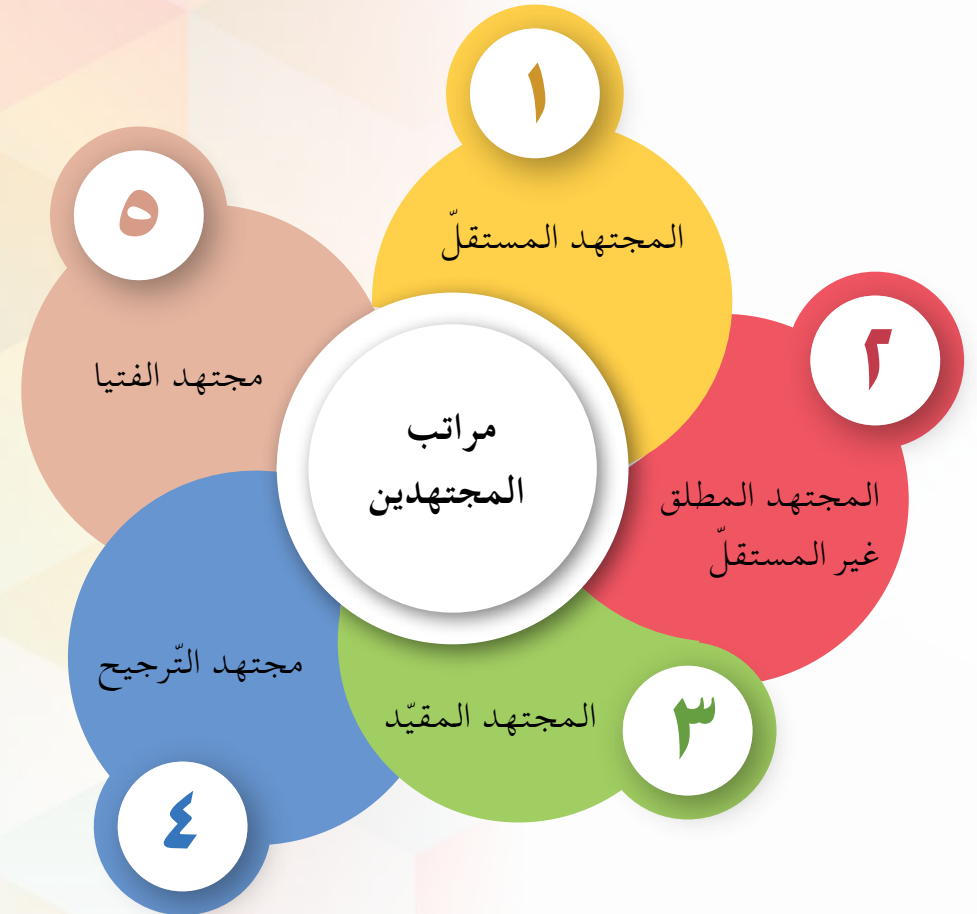 مراتب
المجتهدين
١
المجتهد المستقلّ
٢
المجتهد المطلق
غير المستقلّ
٣
المجتهد المقيّد
٤
مجتهد التّرجيح
٥
مجتهد الفتيا